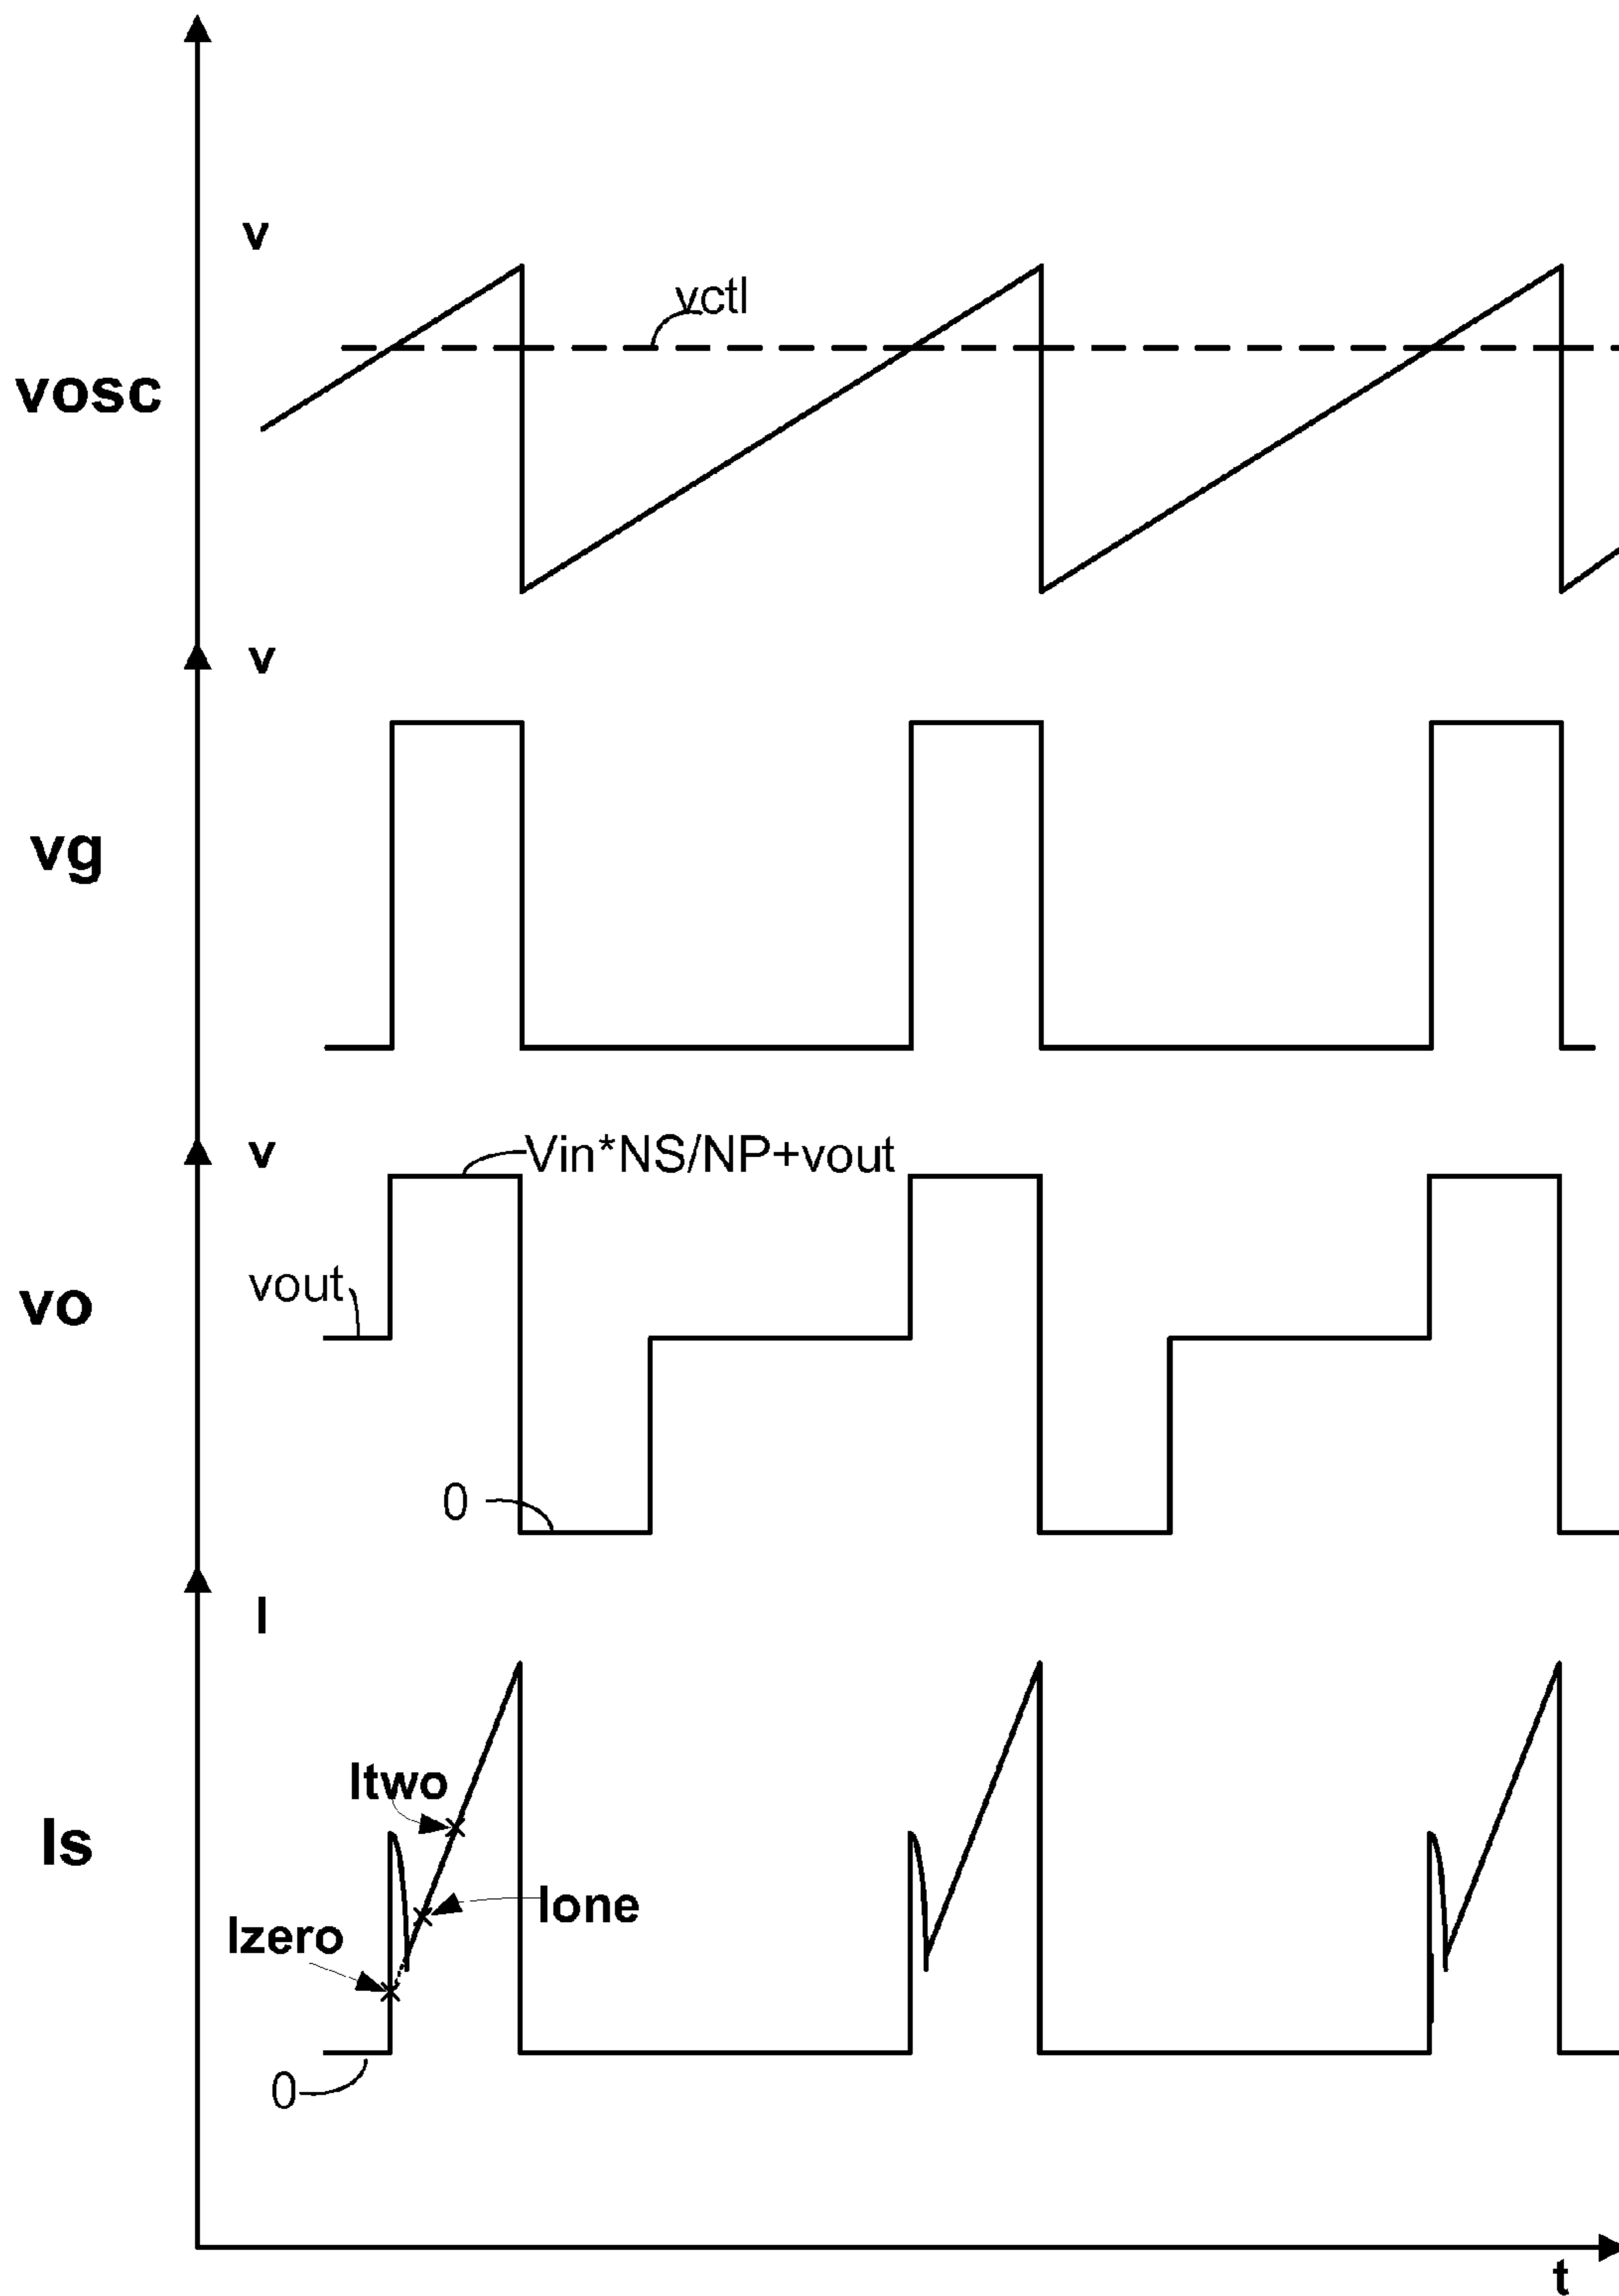 v
vctl
vosc
v
vg
v
Vin*NS/NP+vout
vout
vo
0
I
Itwo
Is
Ione
Izero
0
t